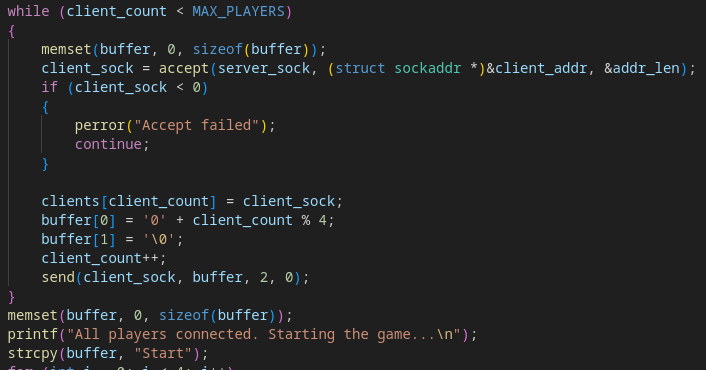 while (client_count < MAX_PLAYERS)
{
    memset(buffer, 0, sizeof(buffer));
    client_sock = accept(server_sock, (struct sockaddr *)&client_addr, &addr_len);
    if (client_sock < 0)
    {
        perror("Accept failed");
        continue;
    }

    clients[client_count] = client_sock;
    buffer[0] = '0' + client_count % 4;
    buffer[1] = '\0';
    client_count++;
    send(client_sock, buffer, 2, 0);
}
memset(buffer, 0, sizeof(buffer));
printf("All players connected. Starting the game...\n");
strcpy(buffer, "Start");